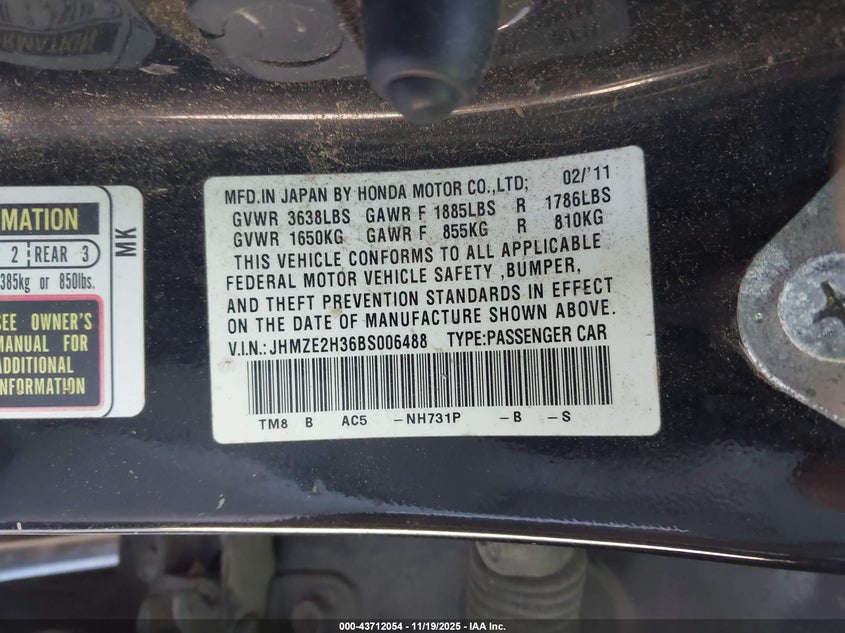 MATION
2 REAR 3
385kg or 850lbs.
SEE OWNER'S
MANUAL FOR
ADDITIONAL
INFORMATION
MK
MFD.IN JAPAN BY HONDA MOTOR CO.,LTD; 02/'11
GVWR 3638LBS GAWR F 1885LBS R 1786LBS
GVWR 1650KG GAWR F 855KG R 810KG
THIS VEHICLE CONFORMS TO ALL APPLICABLE
FEDERAL MOTOR VEHICLE SAFETY ,BUMPER,
AND THEFT PREVENTION STANDARDS IN EFFECT
ON THE DATE OF MANUFACTURE SHOWN ABOVE.
V.I.N.:JHMZE2H36BS006488 TYPE:PASSENGER CAR
TM8 B AC5 -NH731P -B -S
000-43712054 - 11/19/2025 - IAA Inc.